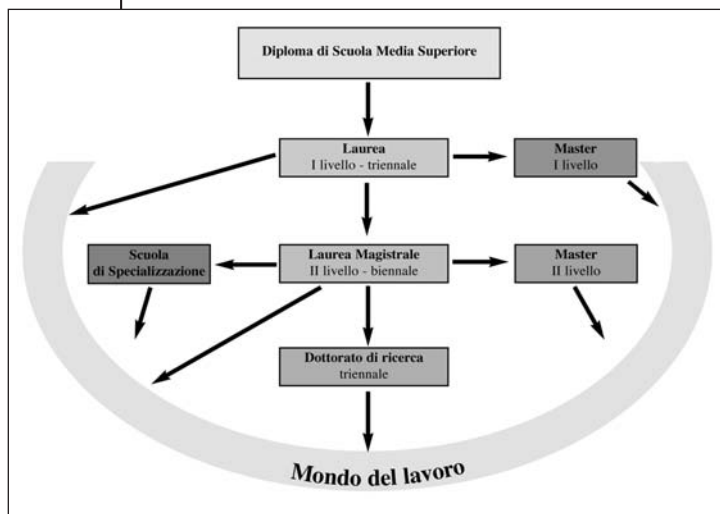 Diploma di Scuola Media Superiore
Laurea
I livello - triennale
Master
I livello
Scuola
di Specializzazione
Laurea Magistrale
II livello - biennale
Master
II livello
Dottorato di ricerca
triennale
Mondo del lavoro